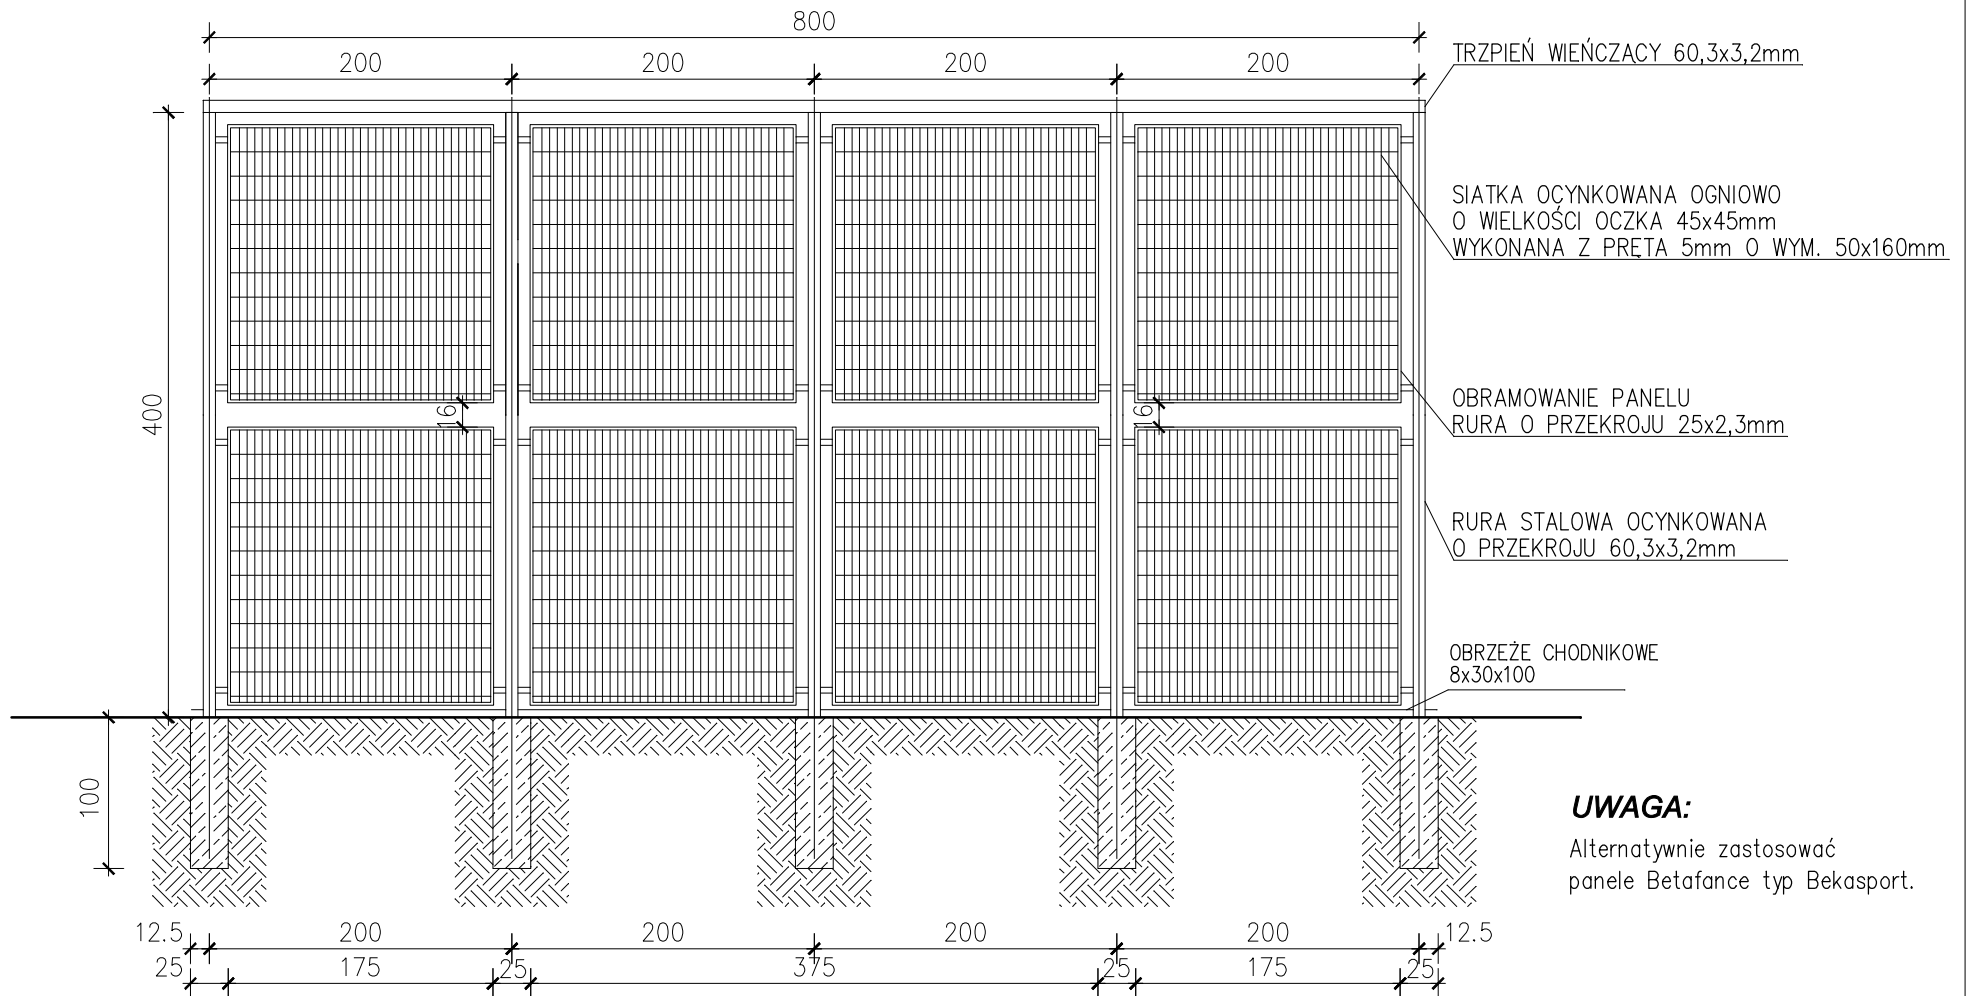 800
200 200 200 200
TRZPIEŃ WIEŃCZĄCY 60,3x3,2mm
SIATKA OCYNKOWANA OGNIOWO
O WIELKOŚCI OCZKA 45x45mm
WYKONANA Z PRĘTA 5mm O WYM. 50x160mm
400
16 16
OBRAMOWANIE PANELU
RURA O PRZEKROJU 25x2,3mm
RURA STALOWA OCYNKOWANA
O PRZEKROJU 60,3x3,2mm
OBRZEŻE CHODNIKOWE
8x30x100
100
UWAGA:
Alternatywnie zastosować
panele Betafance typ Bekasport.
12.5 200 200 200 200 12.5
25 175 25 375 25 175 25